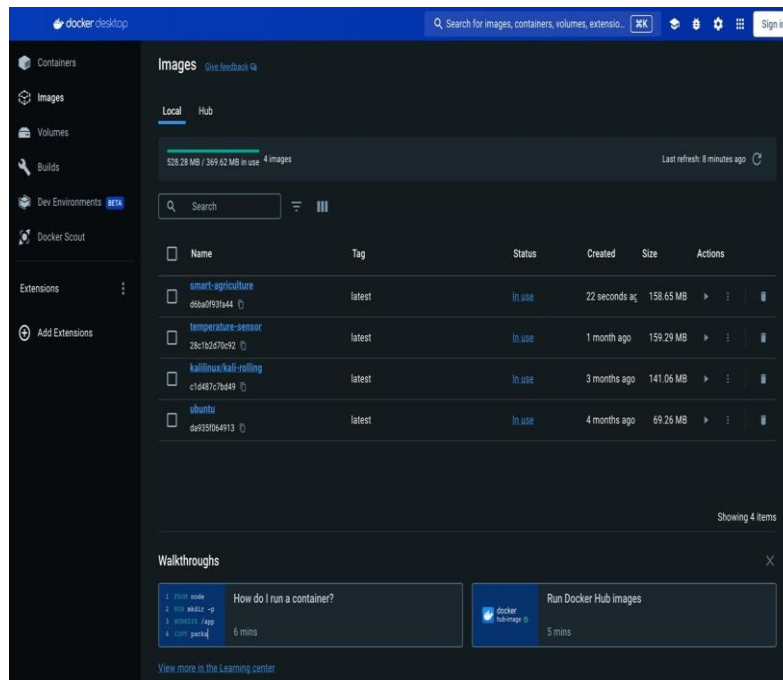 docker desktop
Search for images, containers, volumes, extensio... ⌘K
Sign in
Containers
Images
Volumes
Builds
Dev Environments BETA
Docker Scout
Extensions
Add Extensions
Images Give feedback
Local Hub
528.28 MB / 369.62 MB in use 4 images
Last refresh: 8 minutes ago
Search
Name Tag Status Created Size Actions
smart-agriculture
d6ba0f93fa44
latest In use 22 seconds ag 158.65 MB
temperature-sensor
28c1b2d70c92
latest In use 1 month ago 159.29 MB
kalilinux/kali-rolling
c1d487c7bd49
latest In use 3 months ago 141.06 MB
ubuntu
da935f064913
latest In use 4 months ago 69.26 MB
Showing 4 items
Walkthroughs
1 FROM node
2 RUN mkdir -p
3 WORKDIR /app
4 COPY packa
How do I run a container?
6 mins
docker
hub-image
Run Docker Hub images
5 mins
View more in the Learning center